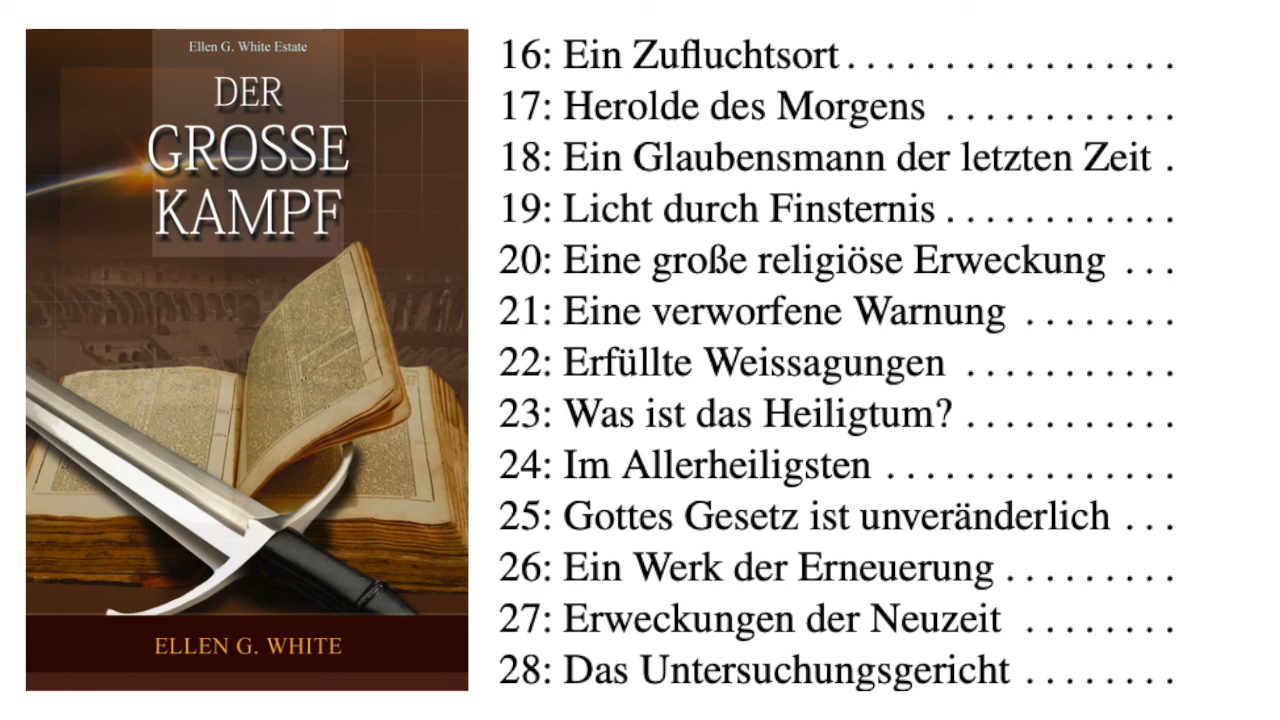 Ellen G. White Estate
DER
GROSSE
KAMPF
ELLEN G. WHITE
16: Ein Zufluchtsort . . . . . . . . . . . . . . . . .
17: Herolde des Morgens . . . . . . . . . . . .
18: Ein Glaubensmann der letzten Zeit .
19: Licht durch Finsternis . . . . . . . . . . . .
20: Eine große religiöse Erweckung . . .
21: Eine verworfene Warnung . . . . . . . .
22: Erfüllte Weissagungen . . . . . . . . . . .
23: Was ist das Heiligtum? . . . . . . . . . . .
24: Im Allerheiligsten . . . . . . . . . . . . . . .
25: Gottes Gesetz ist unveränderlich . . .
26: Ein Werk der Erneuerung . . . . . . . . .
27: Erweckungen der Neuzeit . . . . . . . .
28: Das Untersuchungsgericht . . . . . . . .